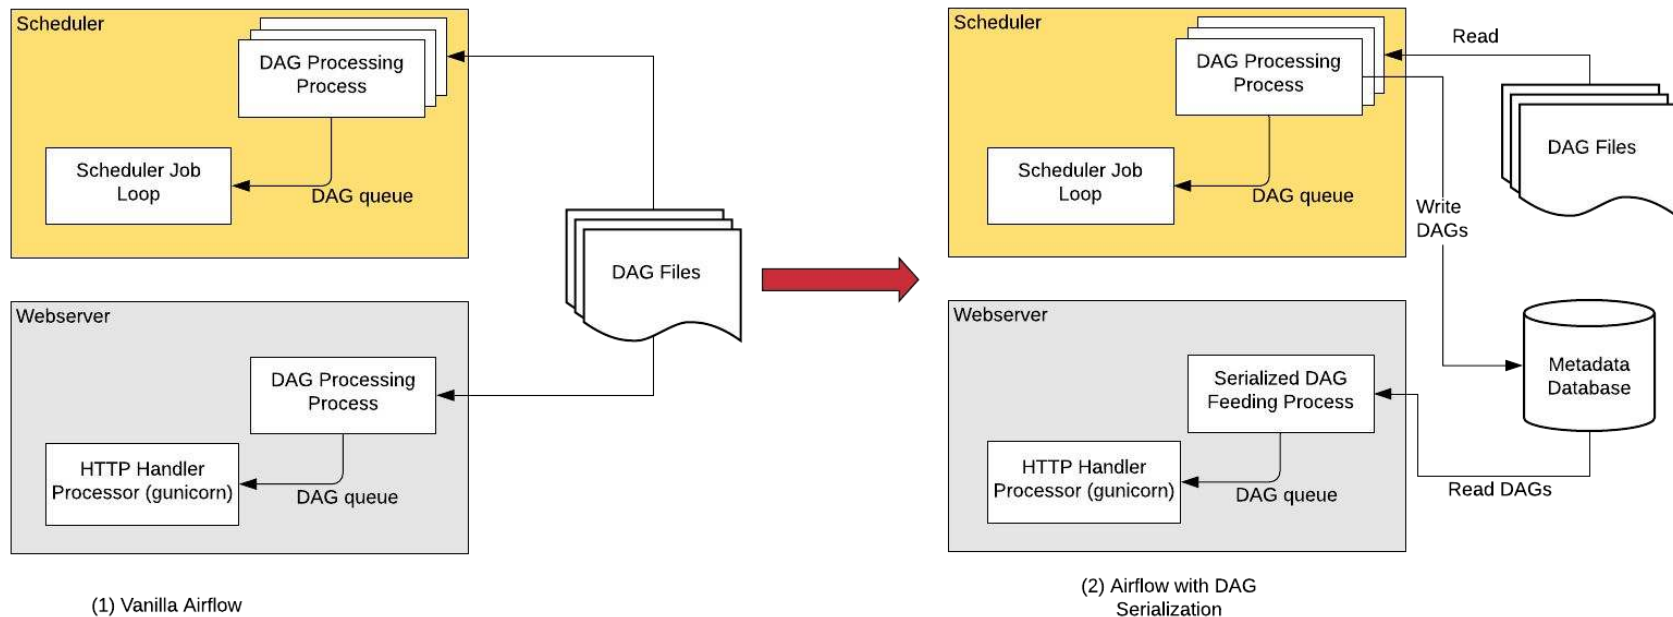 Scheduler
DAG Processing
Process
Scheduler Job
Loop
DAG queue
DAG Files
Webserver
DAG Processing
Process
HTTP Handler
Processor (gunicorn)
DAG queue
(1) Vanilla Airflow
Scheduler
DAG Processing
Process
Scheduler Job
Loop
DAG queue
Read
DAG Files
Write
DAGs
Webserver
Serialized DAG
Feeding Process
HTTP Handler
Processor (gunicorn)
DAG queue
Metadata
Database
Read DAGs
(2) Airflow with DAG
Serialization